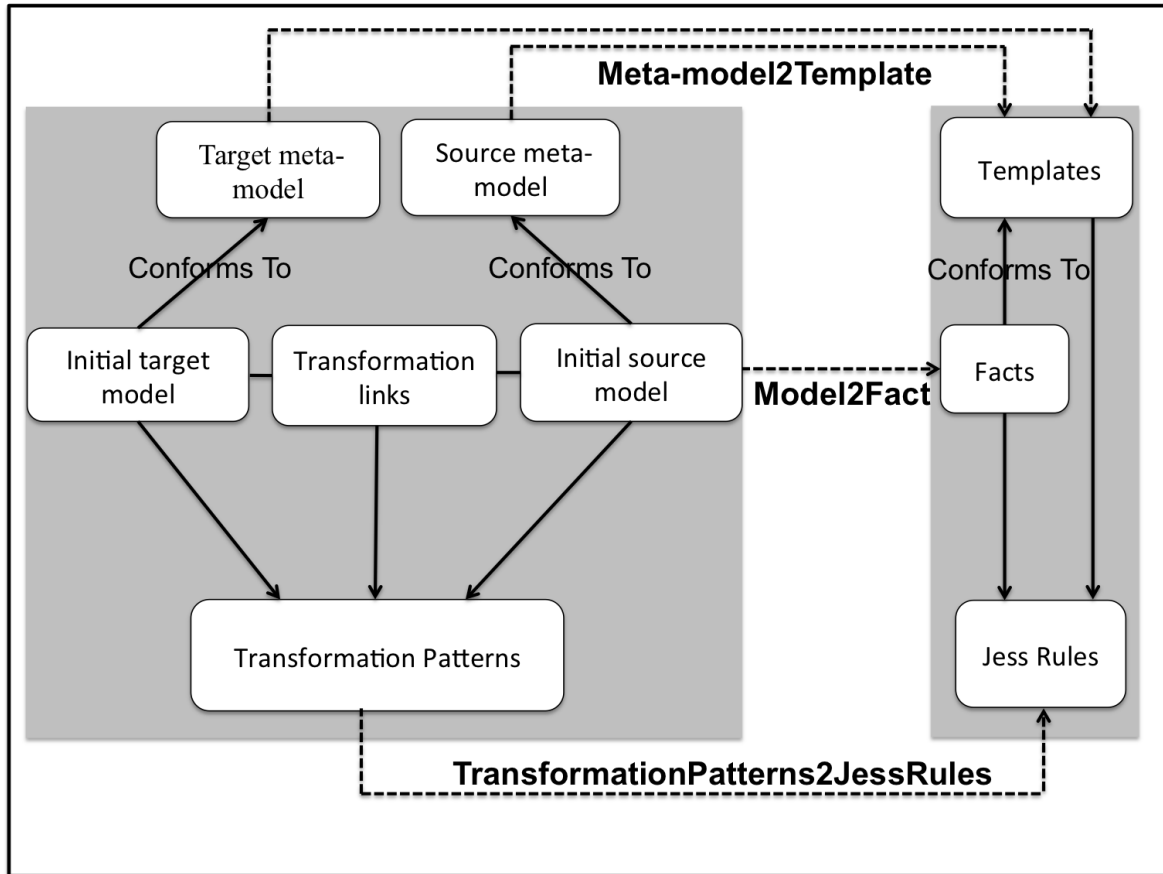 Meta-model2Template
Target meta-
model
Source meta-
model
Templates
Conforms To
Conforms To
Conforms To
Initial target
model
Transformation
links
Initial source
model
Model2Fact
Facts
Transformation Patterns
Jess Rules
TransformationPatterns2JessRules